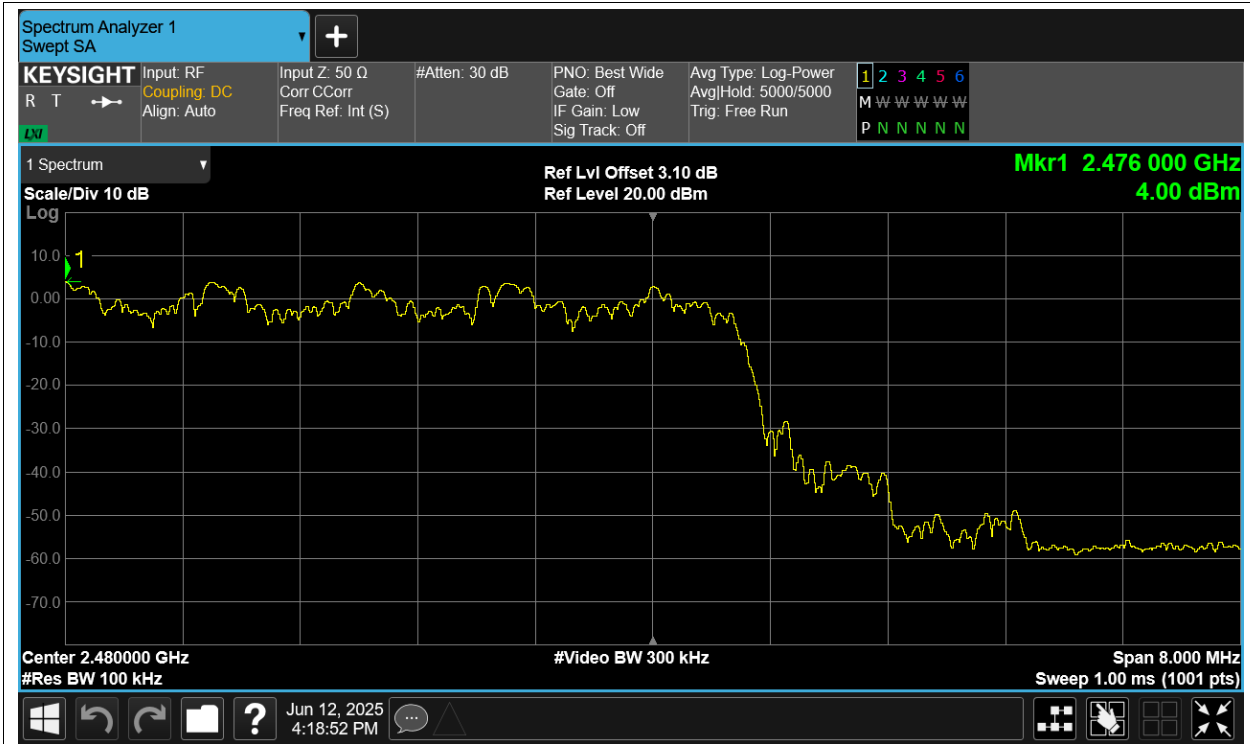 Spectrum Analyzer 1
Swept SA
KEYSIGHT
R T
LXI
Input: RF
Coupling: DC
Align: Auto
Input Z: 50 Ω
Corr CCorr
Freq Ref: Int (S)
#Atten: 30 dB
PNO: Best Wide
Gate: Off
IF Gain: Low
Sig Track: Off
Avg Type: Log-Power
Avg|Hold: 5000/5000
Trig: Free Run
1 2 3 4 5 6
M W W W W W
P N N N N N
1 Spectrum
Scale/Div 10 dB
Log
Ref Lvl Offset 3.10 dB
Ref Level 20.00 dBm
Mkr1 2.476 000 GHz
4.00 dBm
1
10.0
0.00
-10.0
-20.0
-30.0
-40.0
-50.0
-60.0
-70.0
Center 2.480000 GHz
#Video BW 300 kHz
Span 8.000 MHz
#Res BW 100 kHz
Sweep 1.00 ms (1001 pts)
?
Jun 12, 2025
4:18:52 PM